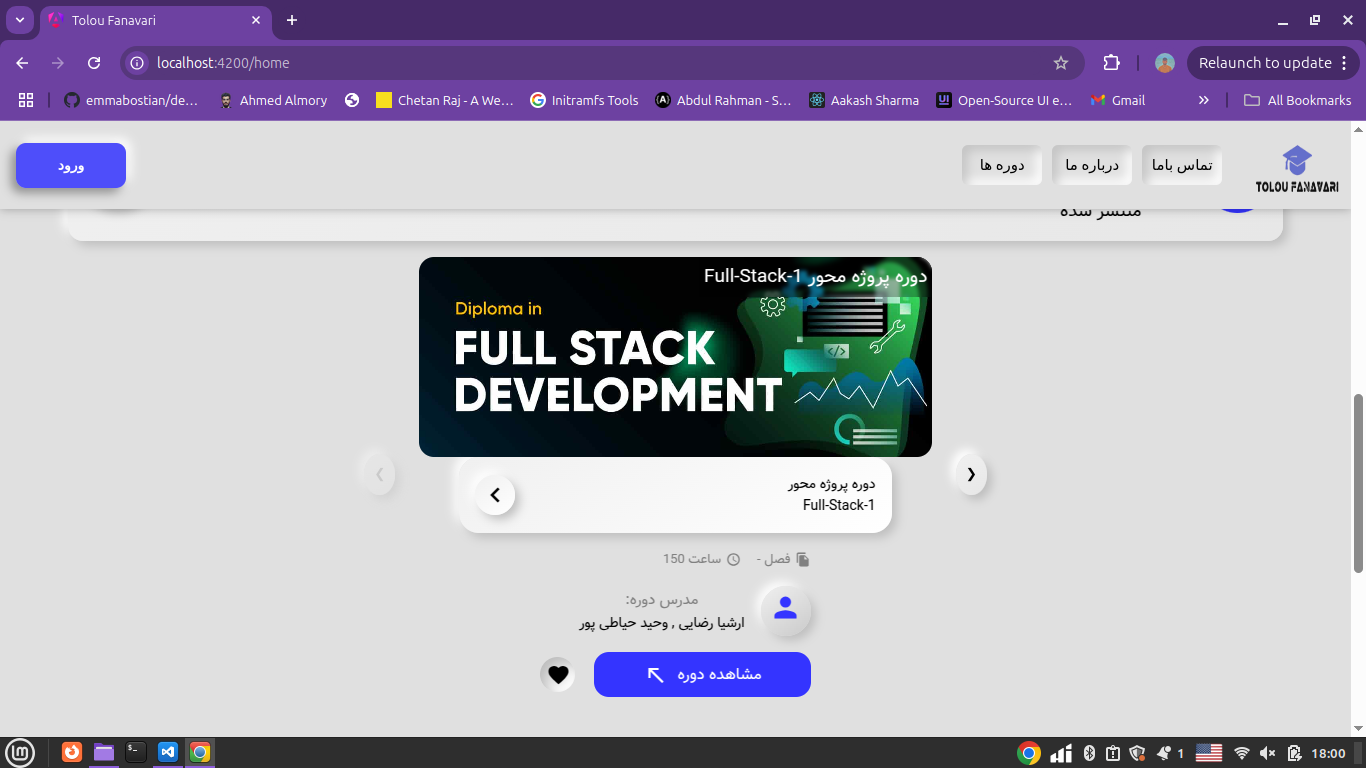 Tolou Fanavari
localhost:4200/home
Relaunch to update
emmabostian/de...
Ahmed Almory
Chetan Raj - A We...
Initramfs Tools
Abdul Rahman - S...
Aakash Sharma
Open-Source UI e...
Gmail
All Bookmarks
TOLOU FANAVARI
تماس باما
درباره ما
دوره ها
ورود
منتشر شده
دوره پروژه محور Full-Stack-1
Diploma in
FULL STACK
DEVELOPMENT
</>
دوره پروژه محور
Full-Stack-1
فصل -
ساعت 150
مدرس دوره:
ارشیا رضایی , وحید حیاطی پور
مشاهده دوره
1
18:00